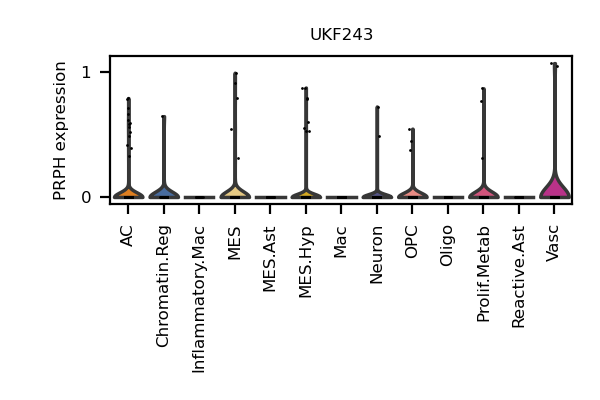 UKF243
PRPH expression
1
0
AC
Chromatin.Reg
Inflammatory.Mac
MES
MES.Ast
MES.Hyp
Mac
Neuron
OPC
Oligo
Prolif.Metab
Reactive.Ast
Vasc